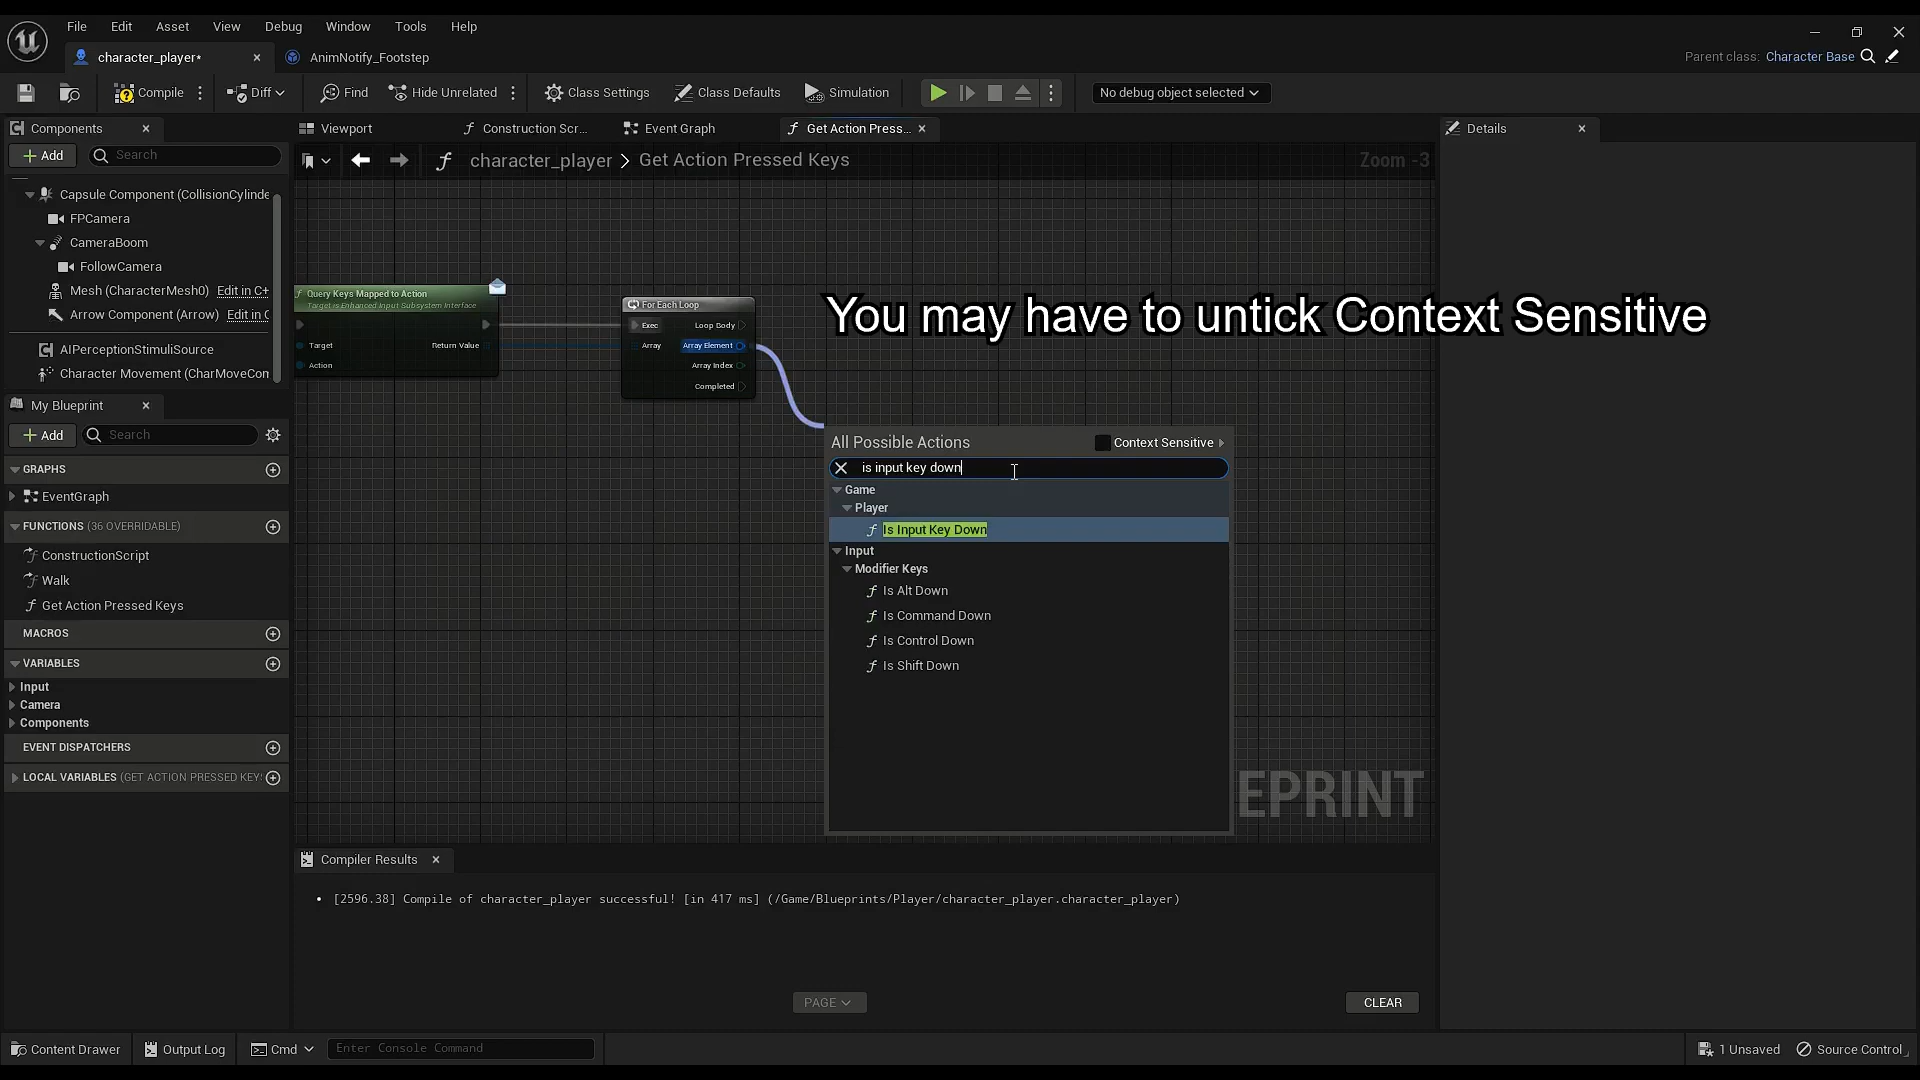 File Edit Asset View Debug Window Tools Help
character_player* AnimNotify_Footstep
Parent class: Character Base
Compile Diff Find Hide Unrelated Class Settings Class Defaults Simulation No debug object selected
Components
Add Search
Capsule Component (CollisionCylinde
FPCamera
CameraBoom
FollowCamera
Mesh (CharacterMesh0) Edit in C+
Arrow Component (Arrow) Edit in C
AIPerceptionStimuliSource
Character Movement (CharMoveCom
My Blueprint
Add Search
GRAPHS
EventGraph
FUNCTIONS (36 OVERRIDABLE)
ConstructionScript
Walk
Get Action Pressed Keys
MACROS
VARIABLES
Input
Camera
Components
EVENT DISPATCHERS
LOCAL VARIABLES (GET ACTION PRESSED KEYS
Viewport Construction Scr... Event Graph Get Action Press...
character_player > Get Action Pressed Keys
Zoom -3
Query Keys Mapped to Action
Target is Enhanced Input Subsystem Interface
Target Return Value
Action
For Each Loop
Exec Loop Body
Array Array Element
Array Index
Completed
You may have to untick Context Sensitive
All Possible Actions Context Sensitive
is input key down
Game
Player
Is Input Key Down
Input
Modifier Keys
Is Alt Down
Is Command Down
Is Control Down
Is Shift Down
EPRINT
Details
Compiler Results
[2596.38] Compile of character_player successful! [in 417 ms] (/Game/Blueprints/Player/character_player.character_player)
PAGE CLEAR
Content Drawer Output Log Cmd Enter Console Command 1 Unsaved Source Control